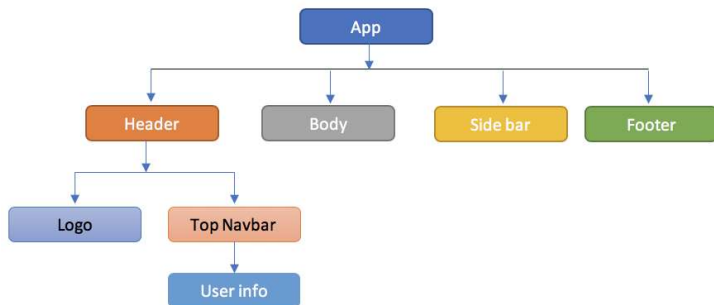 App
Header
Body
Side bar
Footer
Logo
Top Navbar
User info